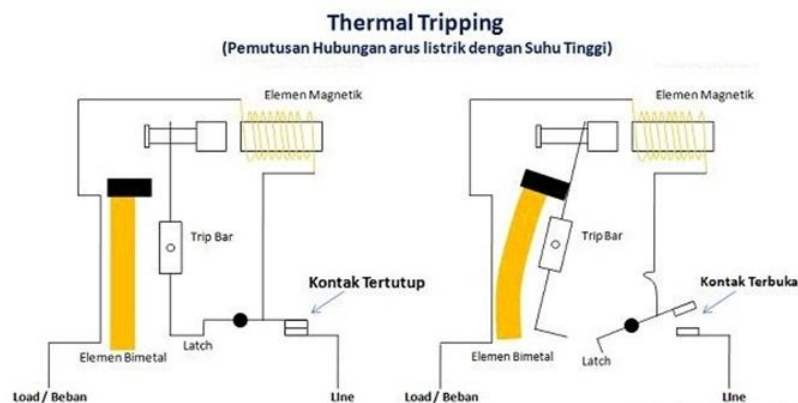 Thermal Tripping
(Pemutusan Hubungan arus listrik dengan Suhu Tinggi)
Elemen Magnetik
Trip Bar
Kontak Tertutup
Latch
Elemen Bimetal
Load / Beban
LIne
Elemen Magnetik
Trip Bar
Kontak Terbuka
Elemen Bimetal
Latch
Load / Beban
LIne